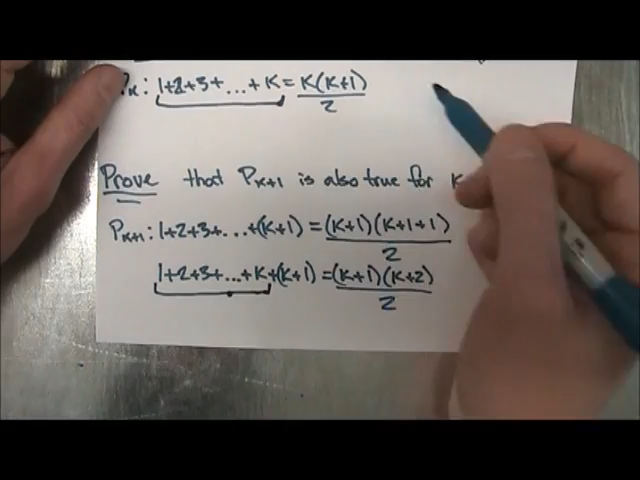 Pk: 1+2+3+...+K = K(K+1)/2
Prove that Pk+1 is also true for K
Pk+1: 1+2+3+...+(K+1) = (K+1)(K+1+1)/2
1+2+3+...+K+(K+1) = (K+1)(K+2)/2